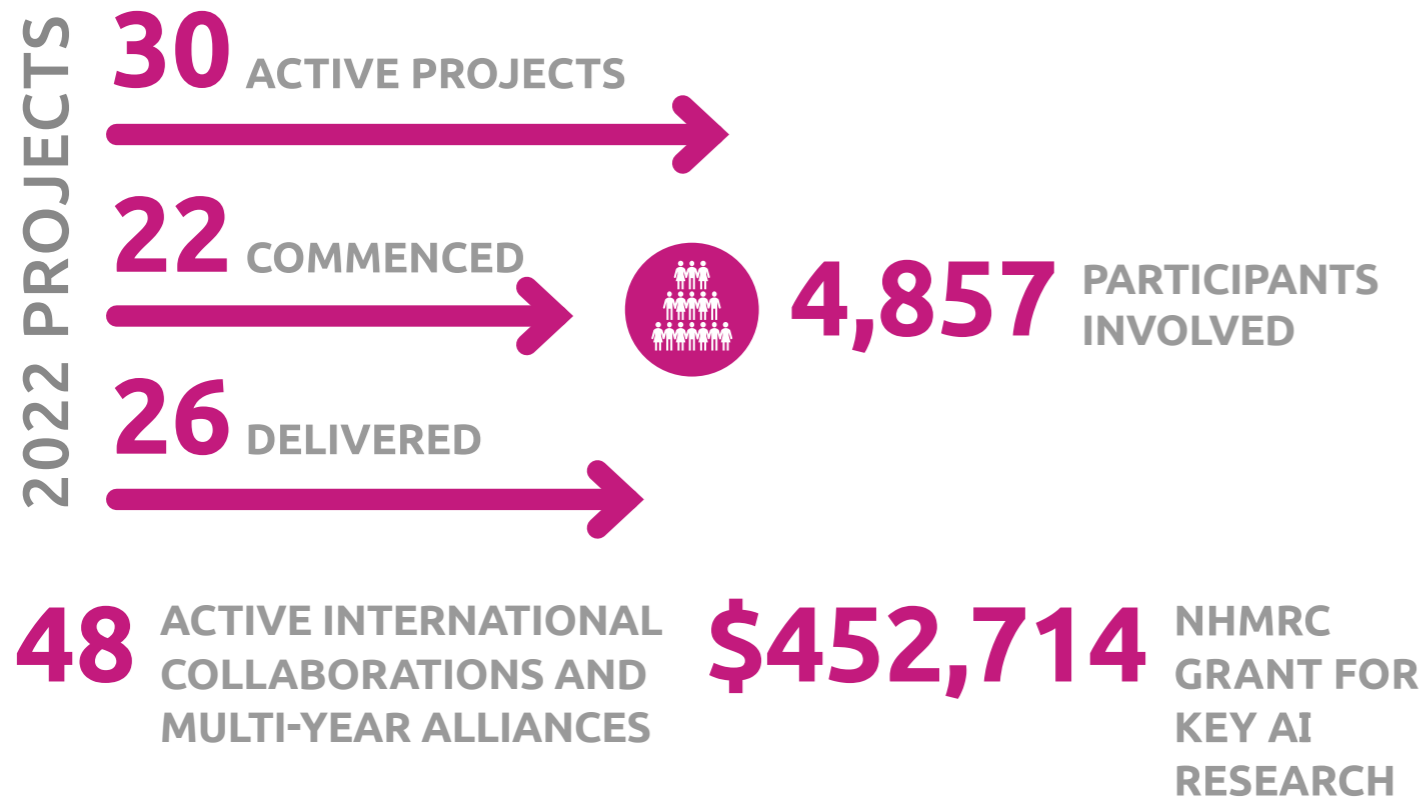 2022 PROJECTS
30 ACTIVE PROJECTS
22 COMMENCED
26 DELIVERED
4,857 PARTICIPANTS
INVOLVED
48 ACTIVE INTERNATIONAL
COLLABORATIONS AND
MULTI-YEAR ALLIANCES
$452,714 NHMRC
GRANT FOR
KEY AI
RESEARCH